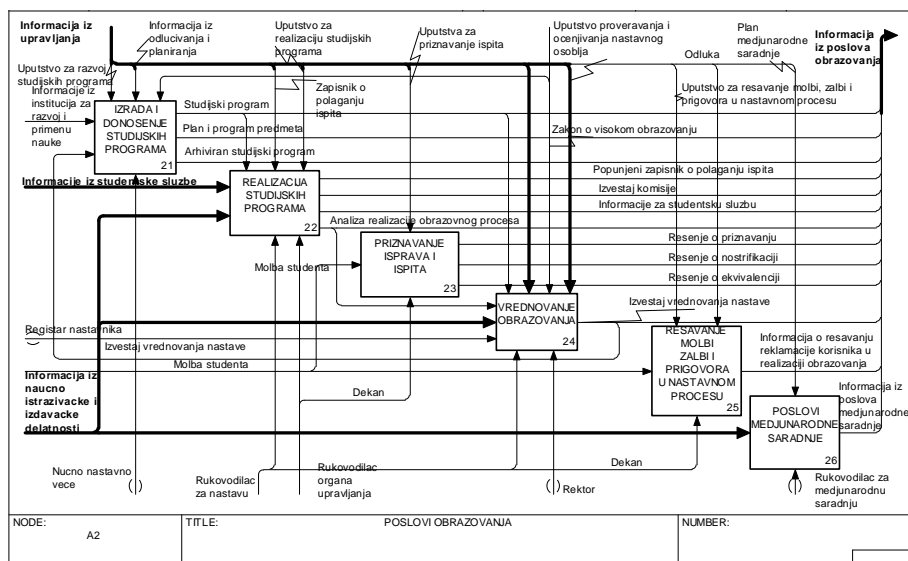 Informacija iz
upravljanja
Informacija iz
odlucivanja i
planiranja
Uputstvo za
realizaciju studijskih
programa
Uputstva za
priznavanje ispita
Uputstvo proveravanja i
ocenjivanja nastavnog
osoblja
Plan
medjunarodne
saradnje
Informacija
iz poslova
obrazovanja
Odluka
Uputstvo za razvoj
studijskih programa
Informacije iz
institucija za
razvoj i
primenu
nauke
IZRADA I
DONOSENJE
STUDIJSKIH
PROGRAMA
21
Zapisnik o
polaganju
ispita
Uputstvo za resavanje molbi, zalbi i
prigovora u nastavnom procesu
Studijski program
Plan i program predmeta
Zakon o visokom obrazovanju
Arhiviran studijski program
Informacije iz studentske sluzbe
REALIZACIJA
STUDIJSKIH
PROGRAMA
22
Popunjeni zapisnik o polaganju ispita
Izvestaj komisije
Informacije za studentsku sluzbu
Analiza realizacije obrazovnog procesa
PRIZNAVANJE
ISPRAVA I
ISPITA
23
Resenje o priznavanju
Resenje o nostrifikaciji
Resenje o ekvivalenciji
Molba studenta
VREDNOVANJE
OBRAZOVANJA
24
Izvestaj vrednovanja nastave
Registar nastavnika
Izvestaj vrednovanja nastave
Molba studenta
RESAVANJE
MOLBI
ZALBI I
PRIGOVORA
U NASTAVNOM
PROCESU
25
Informacija o resavanju
reklamacije korisnika u
realizaciji obrazovanja
Informacija iz
naucno
istrazivacke i
izdavacke
delatnosti
Dekan
POSLOVI
MEDJUNARODNE
SARADNJE
26
Informacija iz
poslova
medjunarodne
saradnje
Nucno nastavno
vece
Rukovodilac
za nastavu
Rukovodilac
organa
upravljanja
Dekan
Rektor
Rukovodilac za
medjunarodnu
saradnju
NODE:
A2
TITLE:
POSLOVI OBRAZOVANJA
NUMBER: